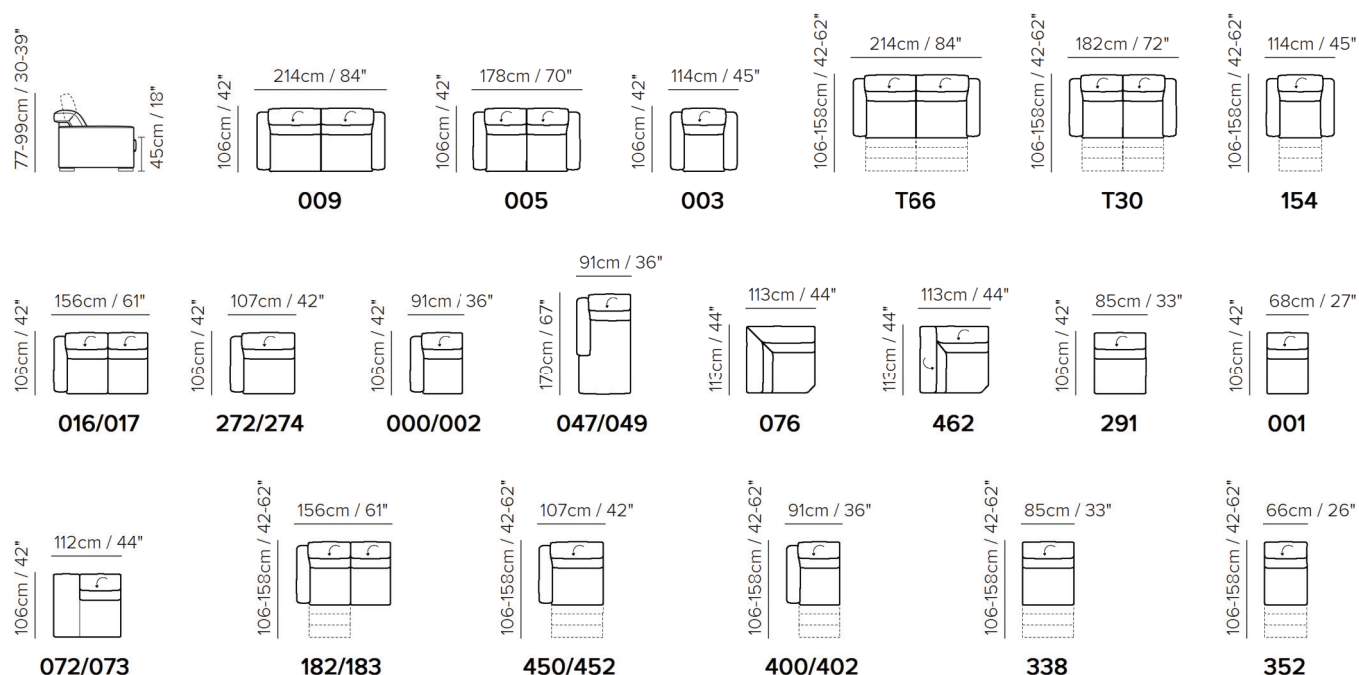 77-99cm / 30-39"
45cm / 18"
106cm / 42"
214cm / 84"
009
106cm / 42"
178cm / 70"
005
106cm / 42"
114cm / 45"
003
106-158cm / 42-62"
214cm / 84"
T66
106-158cm / 42-62"
182cm / 72"
T30
106-158cm / 42-62"
114cm / 45"
154
106cm / 42"
156cm / 61"
016/017
106cm / 42"
107cm / 42"
272/274
106cm / 42"
91cm / 36"
000/002
170cm / 67"
91cm / 36"
047/049
113cm / 44"
113cm / 44"
076
113cm / 44"
113cm / 44"
462
106cm / 42"
85cm / 33"
291
106cm / 42"
68cm / 27"
001
106cm / 42"
112cm / 44"
072/073
106-158cm / 42-62"
156cm / 61"
182/183
106-158cm / 42-62"
107cm / 42"
450/452
106-158cm / 42-62"
91cm / 36"
400/402
106-158cm / 42-62"
85cm / 33"
338
106-158cm / 42-62"
66cm / 26"
352